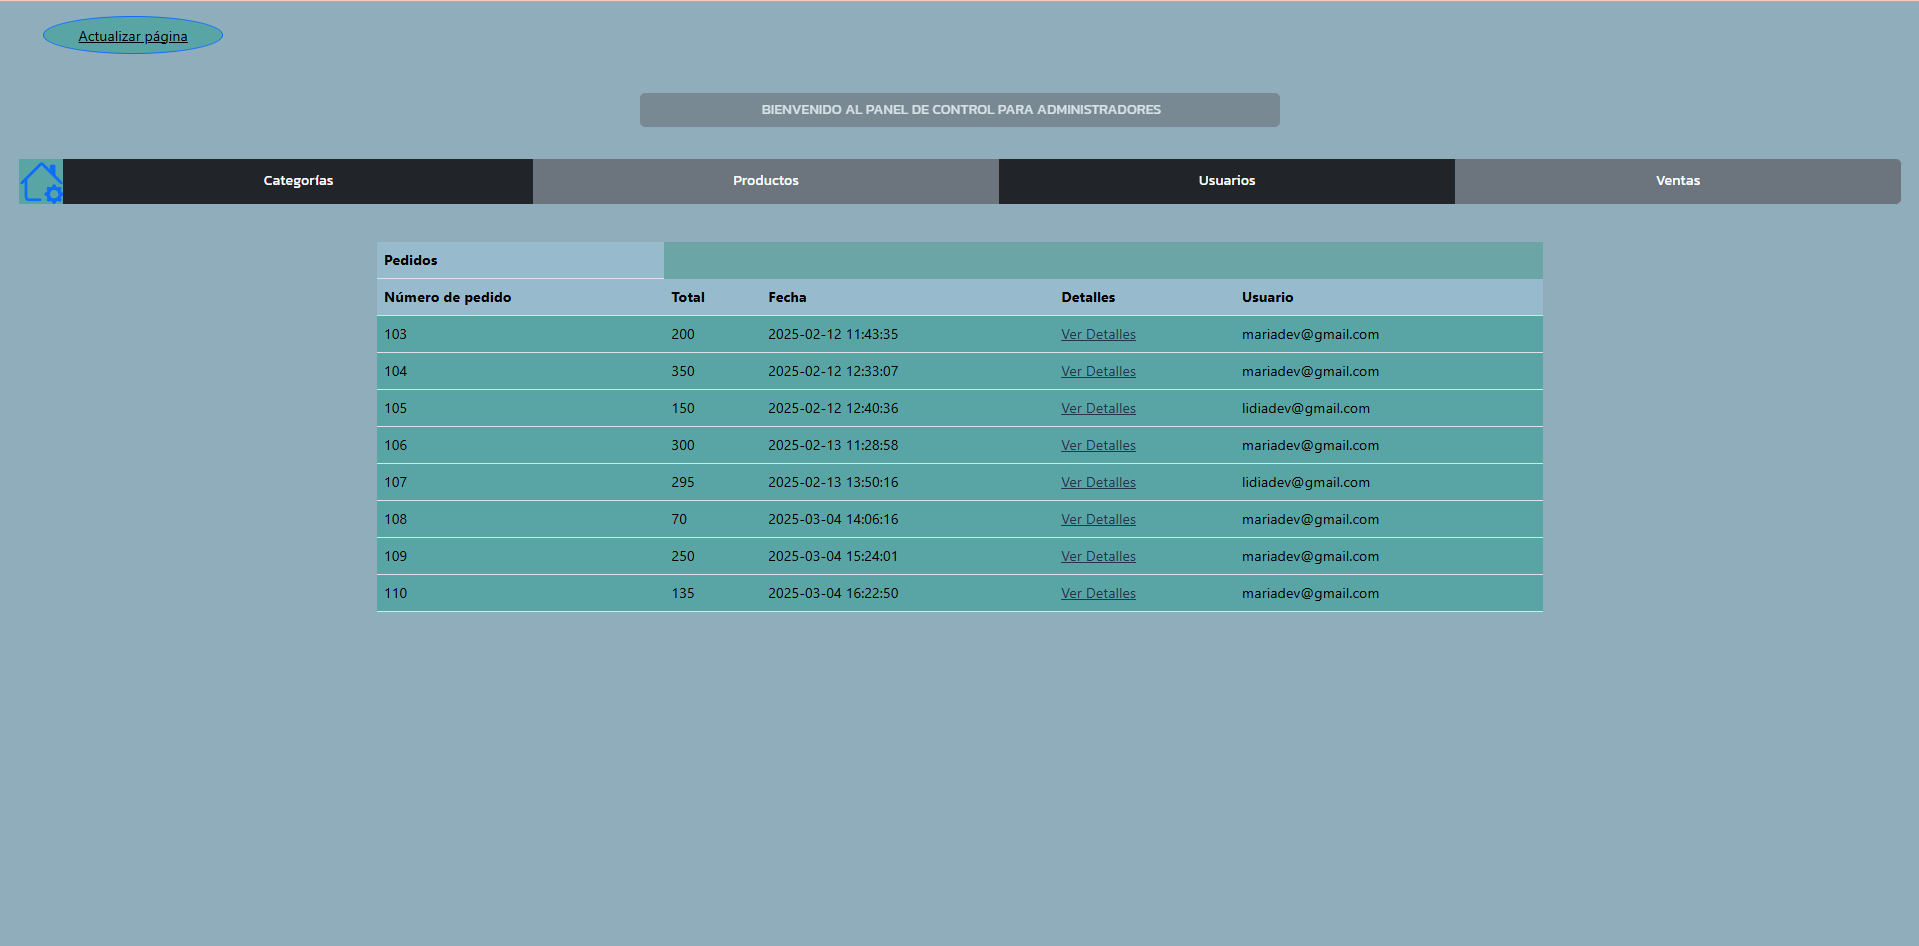 Actualizar página
BIENVENIDO AL PANEL DE CONTROL PARA ADMINISTRADORES
Categorías Productos Usuarios Ventas
Pedidos
Número de pedido Total Fecha Detalles Usuario
103 200 2025-02-12 11:43:35 Ver Detalles mariadev@gmail.com
104 350 2025-02-12 12:33:07 Ver Detalles mariadev@gmail.com
105 150 2025-02-12 12:40:36 Ver Detalles lidiadev@gmail.com
106 300 2025-02-13 11:28:58 Ver Detalles mariadev@gmail.com
107 295 2025-02-13 13:50:16 Ver Detalles lidiadev@gmail.com
108 70 2025-03-04 14:06:16 Ver Detalles mariadev@gmail.com
109 250 2025-03-04 15:24:01 Ver Detalles mariadev@gmail.com
110 135 2025-03-04 16:22:50 Ver Detalles mariadev@gmail.com